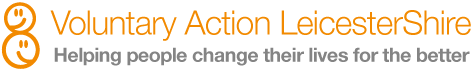 Voluntary Action LeicesterShire
Helping people change their lives for the better